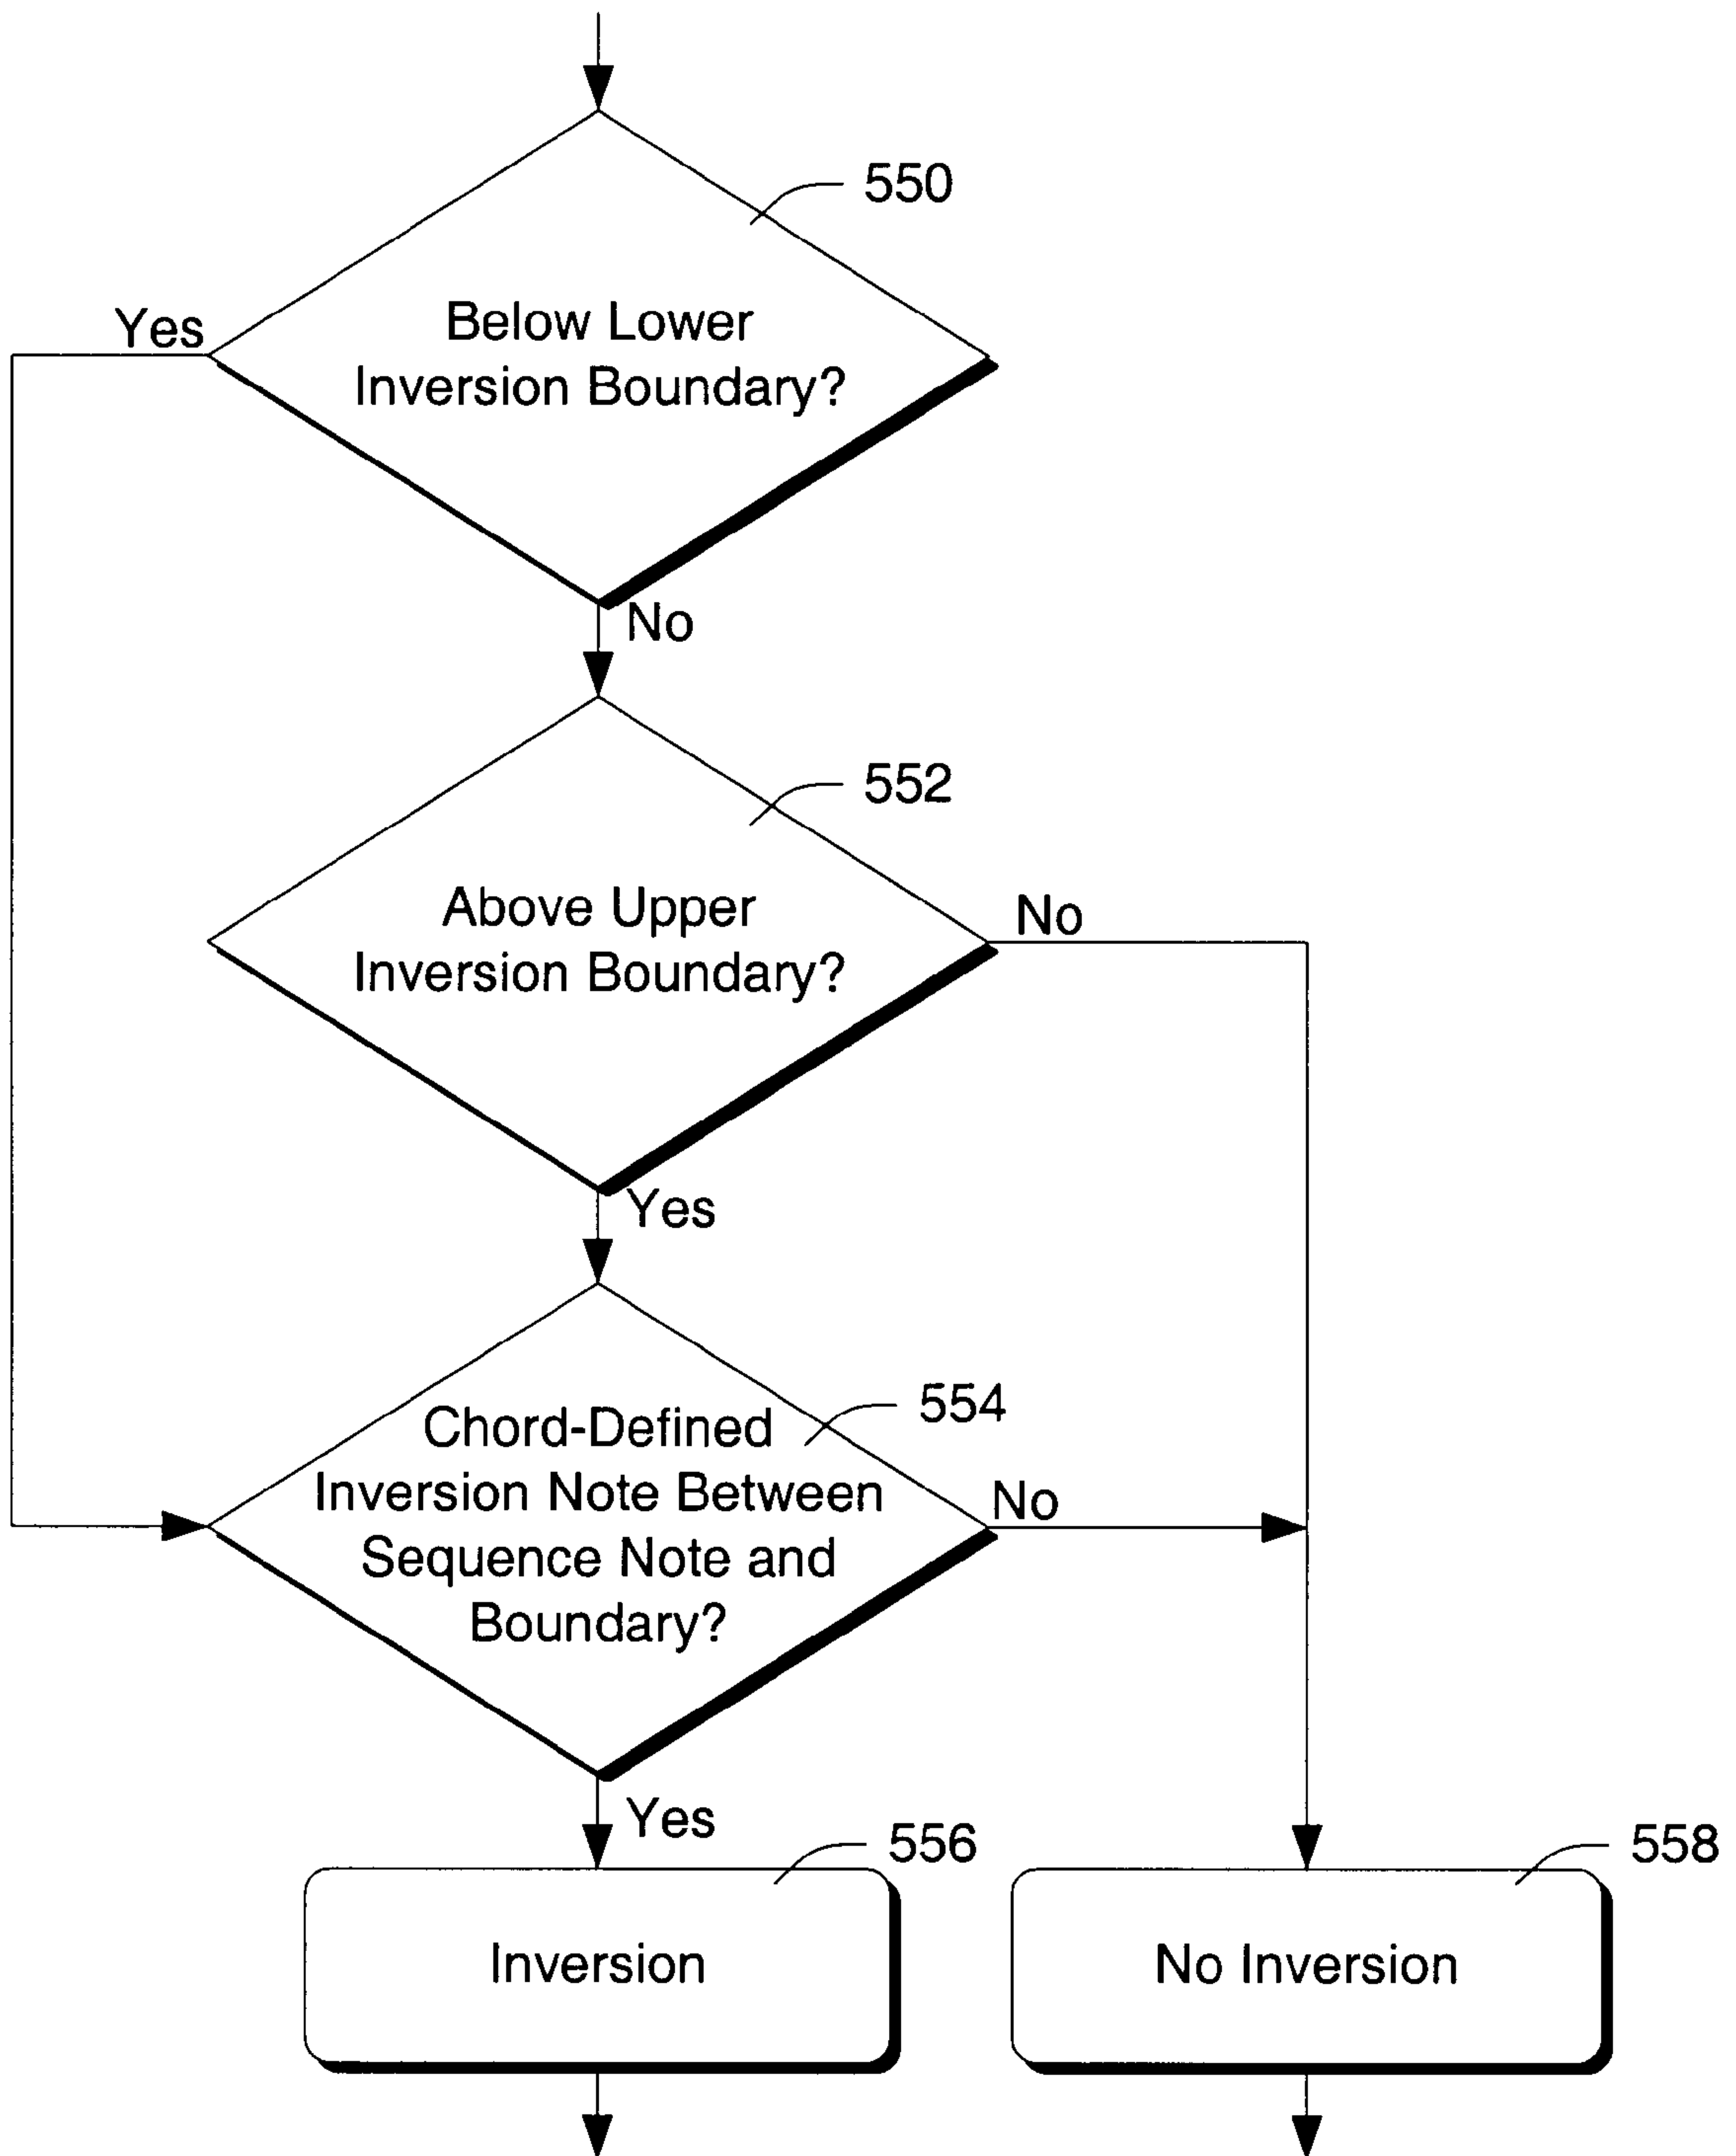 550
Below Lower
Inversion Boundary?
Yes
No
552
Above Upper
Inversion Boundary?
No
Yes
554
Chord-Defined
Inversion Note Between
Sequence Note and
Boundary?
No
Yes
556
Inversion
558
No Inversion